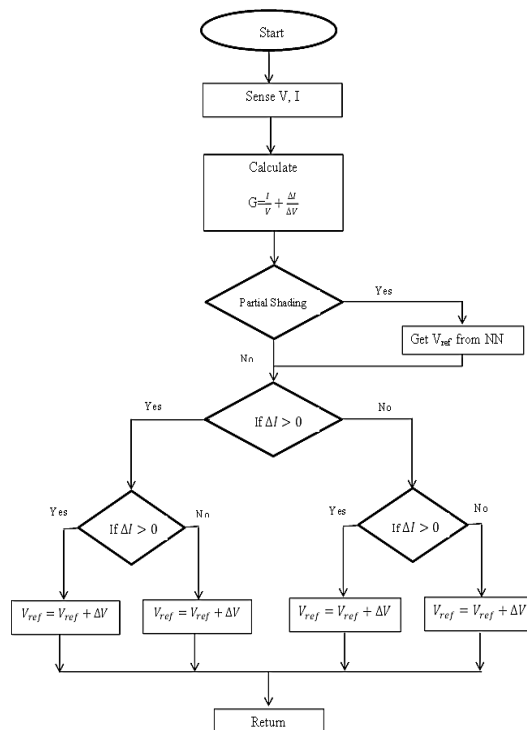 Start
Sense V, I
Calculate
G=I/V + ΔI/ΔV
Partial Shading
Yes
Get V_ref from NN
No
If ΔI > 0
Yes
No
If ΔI > 0
Yes
No
If ΔI > 0
Yes
No
V_ref = V_ref + ΔV
V_ref = V_ref + ΔV
V_ref = V_ref + ΔV
V_ref = V_ref + ΔV
Return